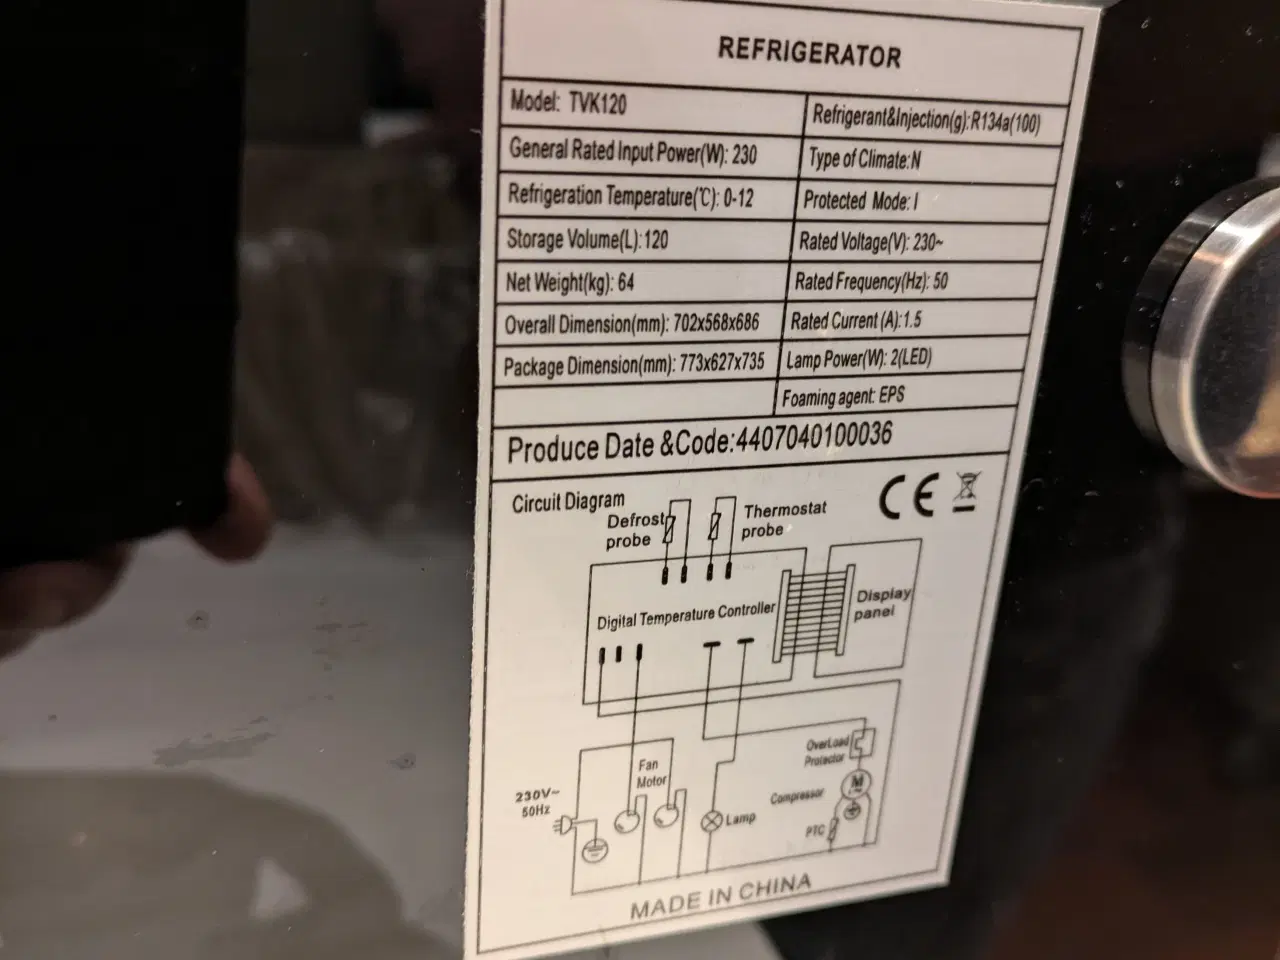 REFRIGERATOR
Model: TVK120
Refrigerant&Injection(g):R134a(100)
General Rated Input Power(W): 230
Type of Climate:N
Refrigeration Temperature(℃): 0-12
Protected Mode: I
Storage Volume(L): 120
Rated Voltage(V): 230~
Net Weight(kg): 64
Rated Frequency(Hz): 50
Overall Dimension(mm): 702x568x686
Rated Current (A):1.5
Package Dimension(mm): 773x627x735
Lamp Power(W): 2(LED)
Foaming agent: EPS
Produce Date &Code:4407040100036
CE
Circuit Diagram
Defrost
probe
Thermostat
probe
Digital Temperature Controller
Display
panel
Fan
Motor
OverLoad
Protector
230V~
50Hz
Compressor
M
Lamp
PTC
MADE IN CHINA